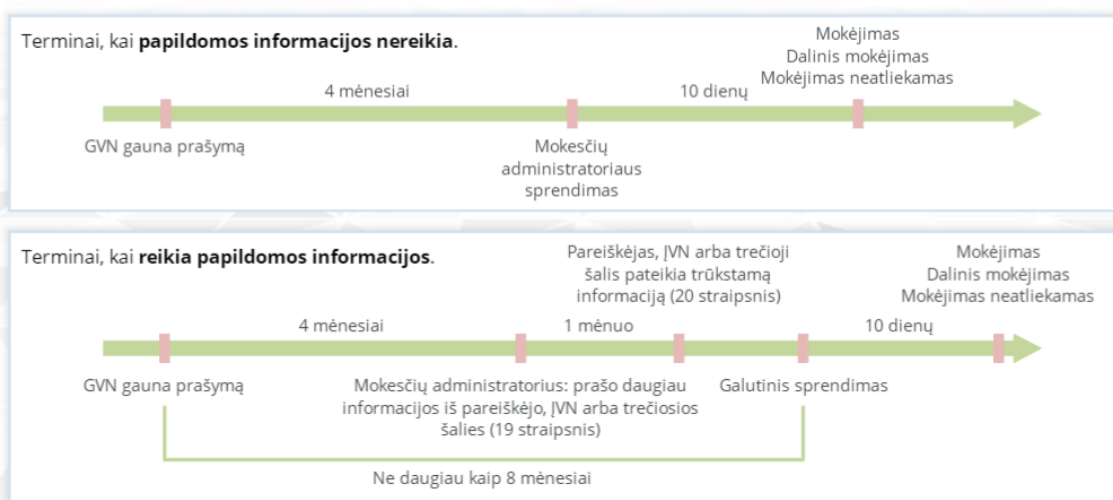 Terminai, kai papildomos informacijos nereikia.
Mokėjimas
Dalinis mokėjimas
Mokėjimas neatliekamas
4 mėnesiai
10 dienų
GVN gauna prašymą
Mokesčių
administratoriaus
sprendimas
Terminai, kai reikia papildomos informacijos.
Pareiškėjas, ĮVN arba trečioji
šalis pateikia trūkstamą
informaciją (20 straipsnis)
Mokėjimas
Dalinis mokėjimas
Mokėjimas neatliekamas
4 mėnesiai
1 mėnuo
10 dienų
GVN gauna prašymą
Mokesčių administratorius: prašo daugiau
informacijos iš pareiškėjo, ĮVN arba trečiosios
šalies (19 straipsnis)
Galutinis sprendimas
Ne daugiau kaip 8 mėnesiai